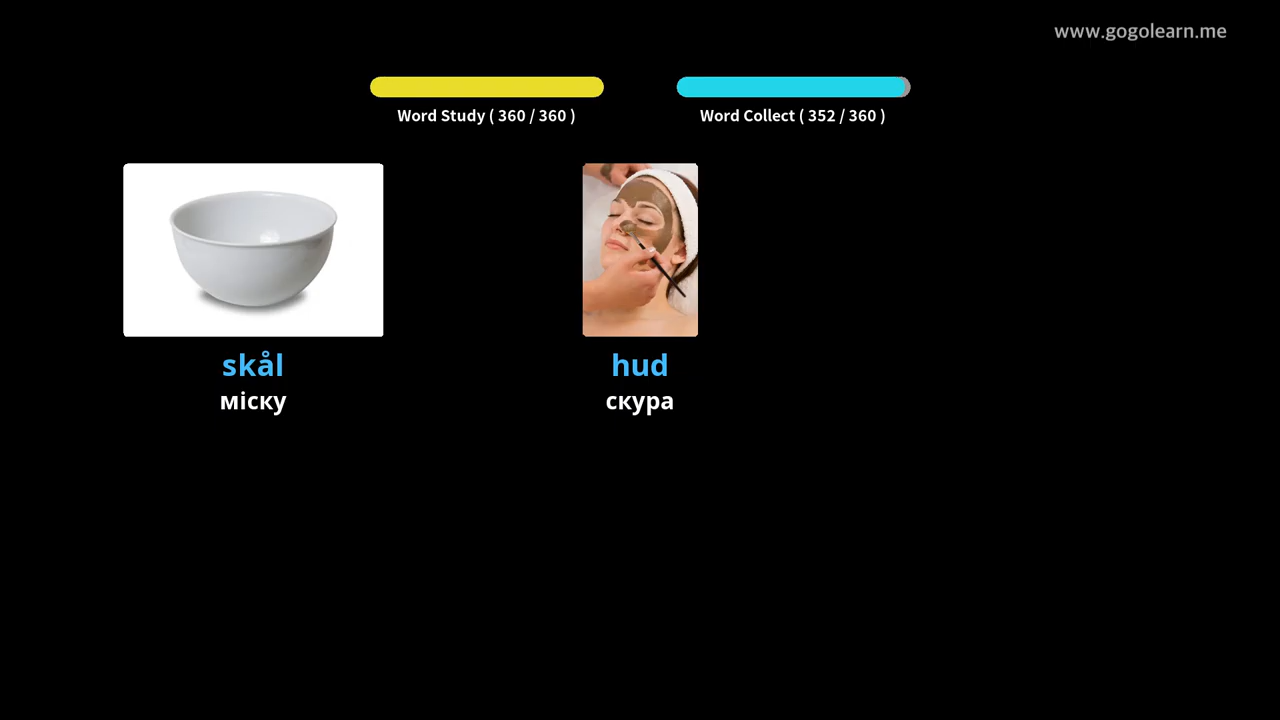 www.gogolearn.me
Word Study ( 360 / 360 )
Word Collect ( 352 / 360 )
skål
міску
hud
скура